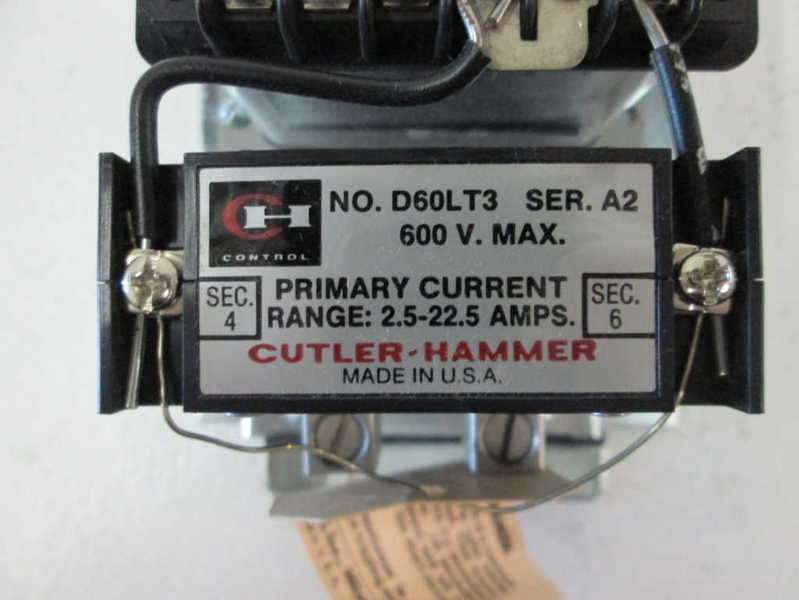 CH
CONTROL
NO. D60LT3 SER. A2
600 V. MAX.
SEC.
4
PRIMARY CURRENT
RANGE: 2.5-22.5 AMPS.
SEC.
6
CUTLER-HAMMER
MADE IN U.S.A.